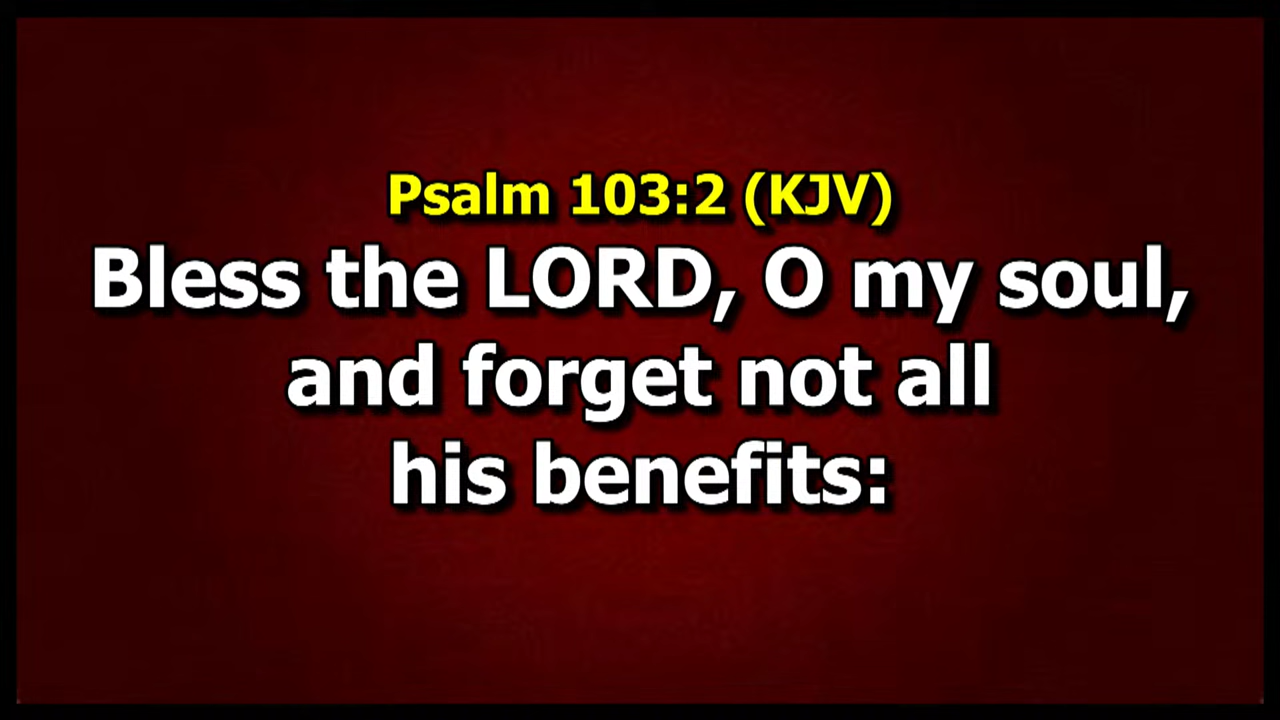 Psalm 103:2 (KJV)
Bless the LORD, O my soul,
and forget not all
his benefits: